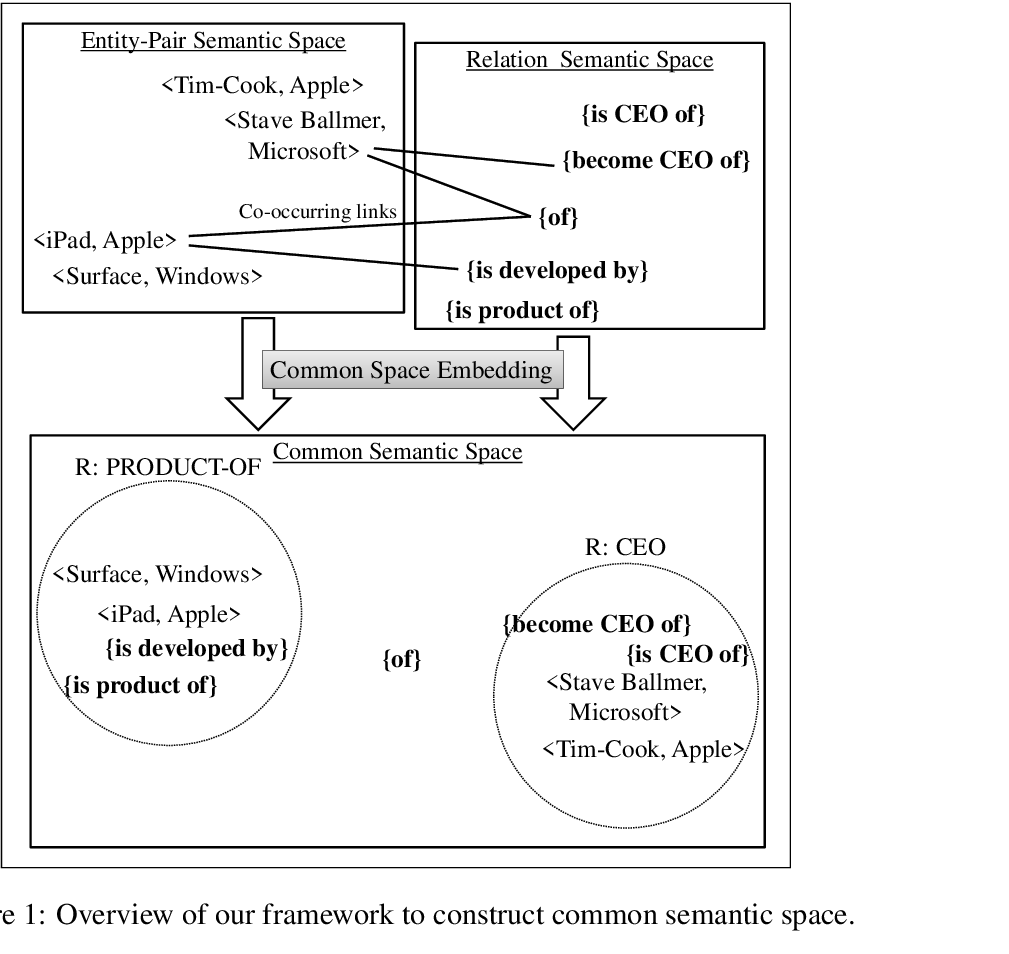 Entity-Pair Semantic Space
<Tim-Cook, Apple>
<Stave Ballmer,
Microsoft>
Co-occurring links
<iPad, Apple>
<Surface, Windows>
Relation Semantic Space
{is CEO of}
{become CEO of}
{of}
{is developed by}
{is product of}
Common Space Embedding
Common Semantic Space
R: PRODUCT-OF
<Surface, Windows>
<iPad, Apple>
{is developed by}
{is product of}
{of}
R: CEO
{become CEO of}
{is CEO of}
<Stave Ballmer,
Microsoft>
<Tim-Cook, Apple>
re 1: Overview of our framework to construct common semantic space.